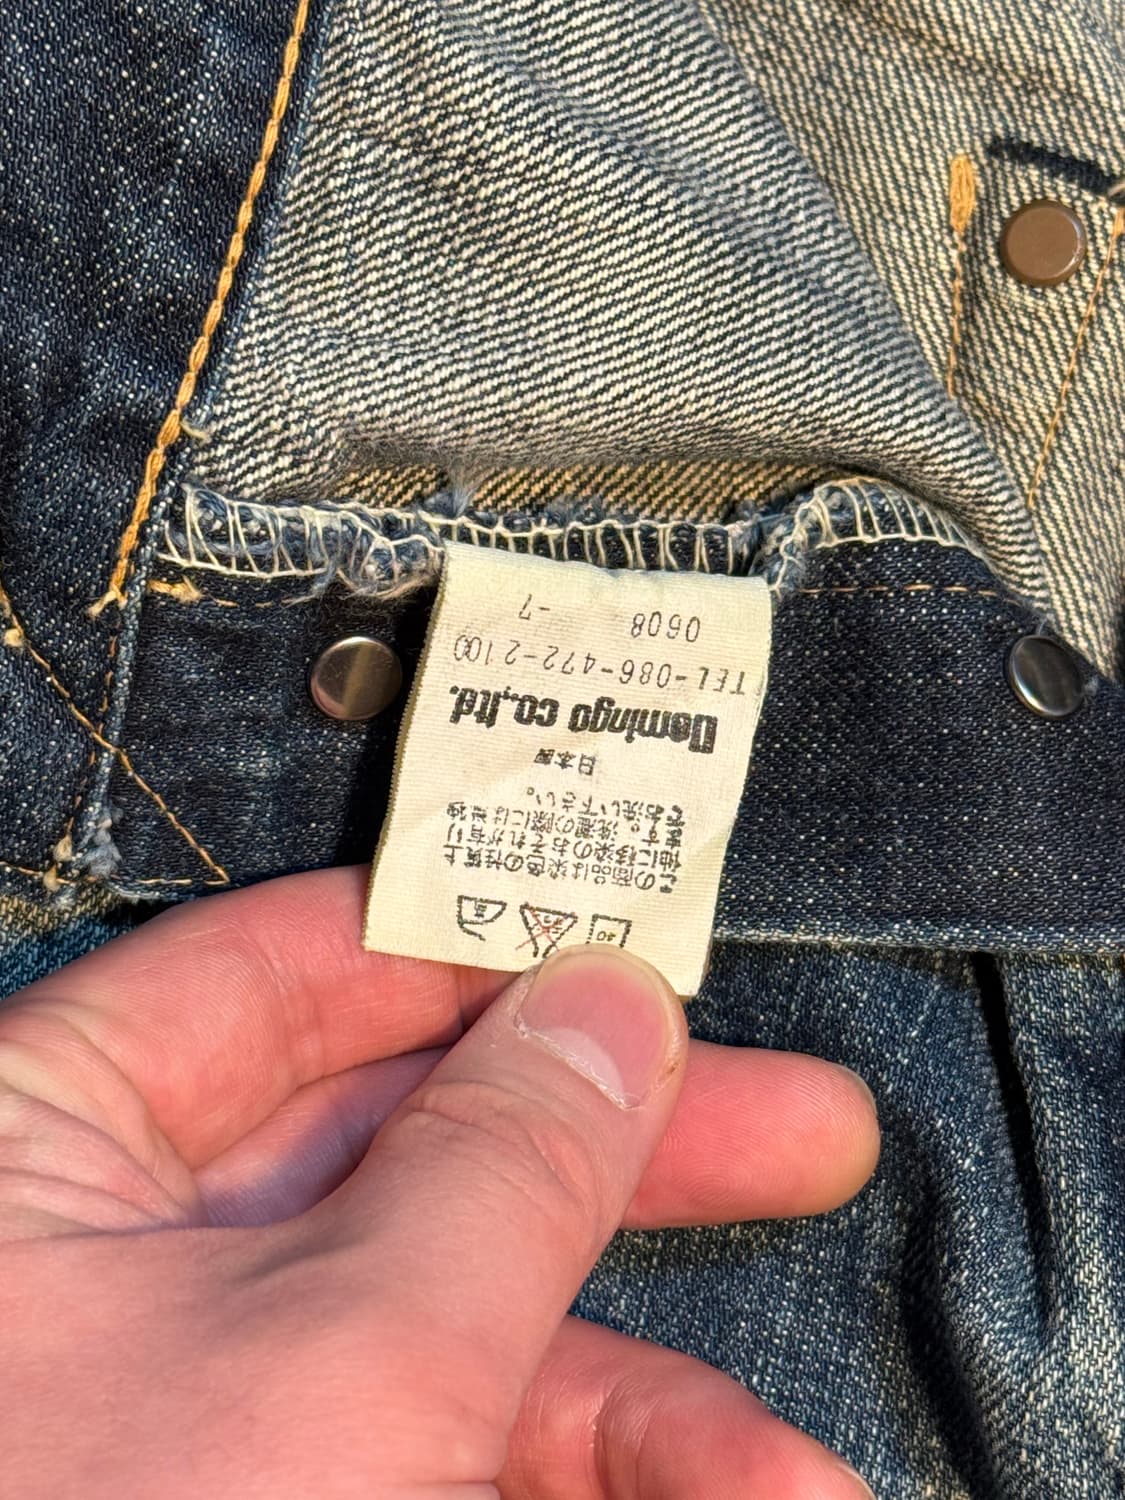 40
この商品は染色の性質上
他に移染のおそれが有りま
す。洗濯の際には単独
でお洗い下さい。
日本製
Domingo co.,ltd.
TEL-086-472-2100
0608 -7